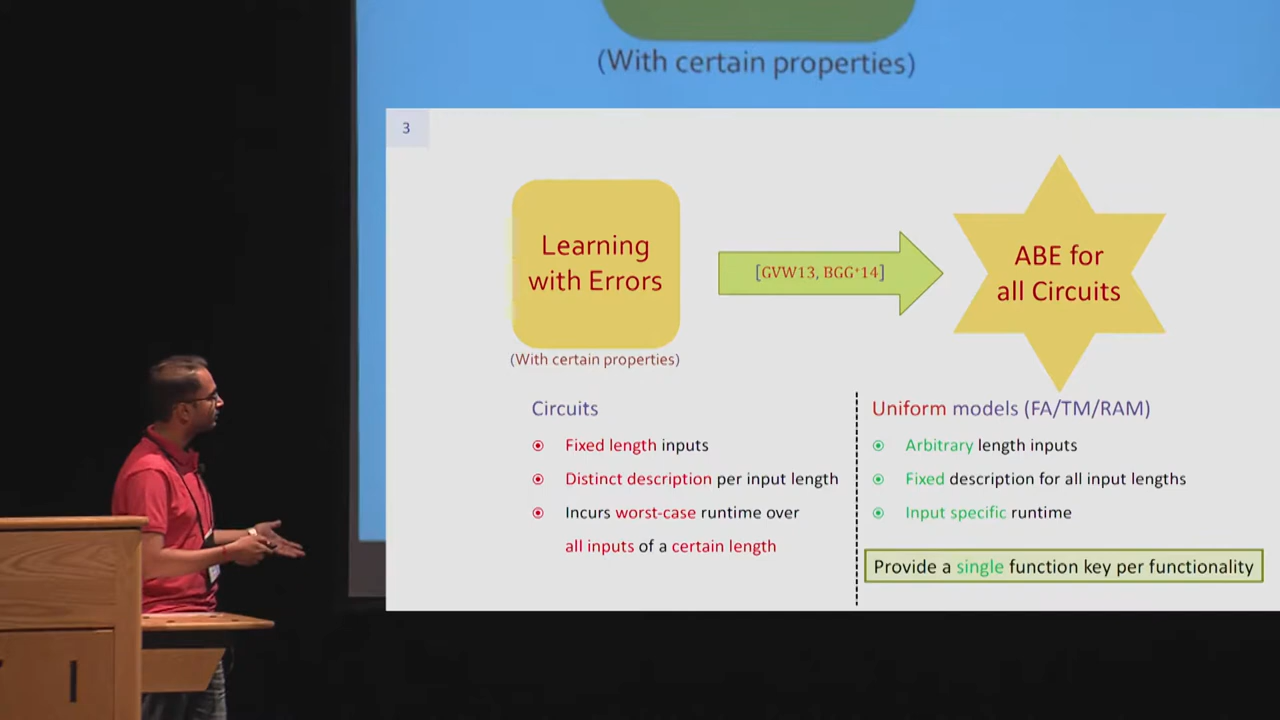 (With certain properties)
3
Learning
with Errors
[GVW13, BGG+14]
ABE for
all Circuits
(With certain properties)
Circuits
Fixed length inputs
Distinct description per input length
Incurs worst-case runtime over
all inputs of a certain length
Uniform models (FA/TM/RAM)
Arbitrary length inputs
Fixed description for all input lengths
Input specific runtime
Provide a single function key per functionality